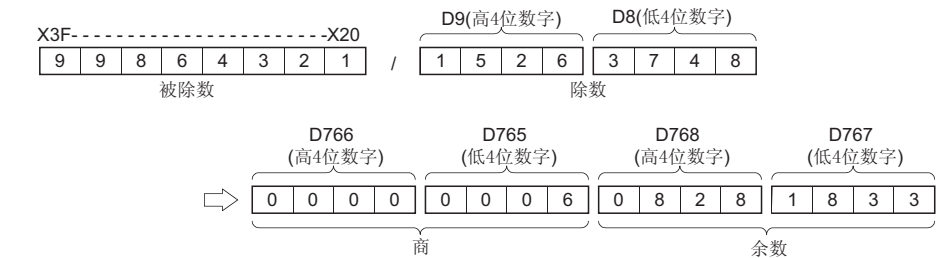 D9(高4位数字) D8(低4位数字)
X3F-----------------------X20
9 9 8 6 4 3 2 1 / 1 5 2 6 3 7 4 8
被除数 除数
D766 D765 D768 D767
(高4位数字) (低4位数字) (高4位数字) (低4位数字)
0 0 0 0 0 0 0 6 0 8 2 8 1 8 3 3
商 余数